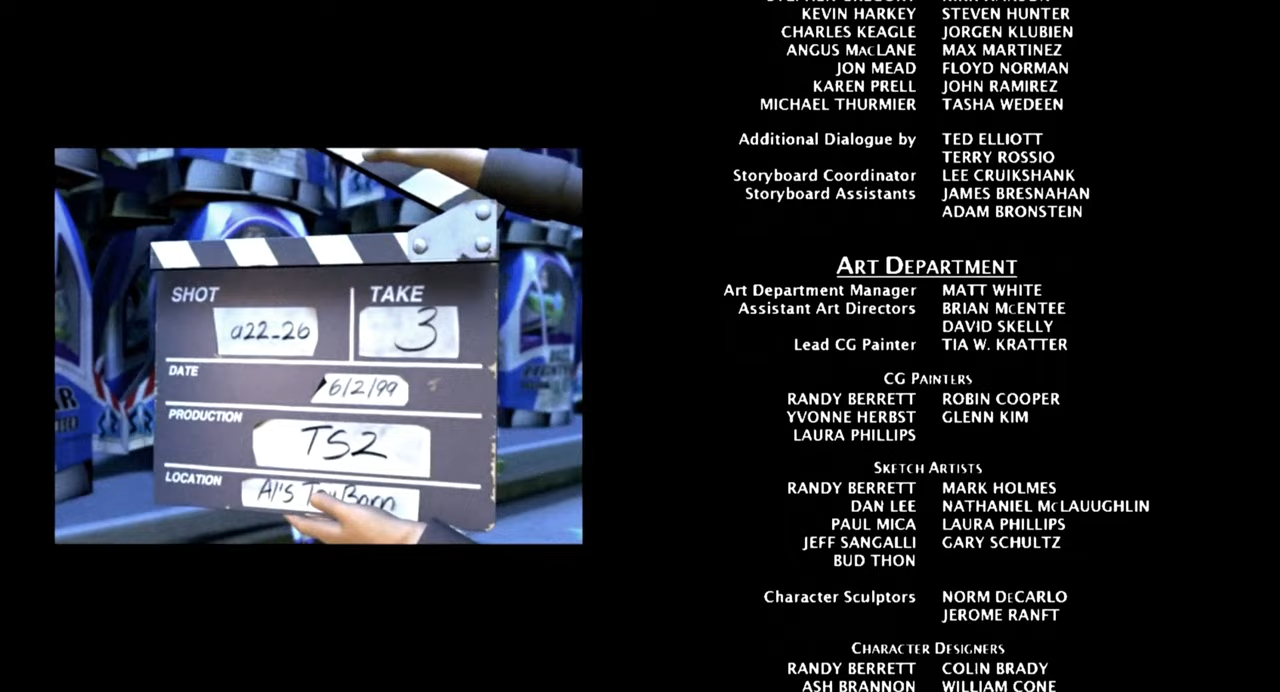 KEVIN HARKEY STEVEN HUNTER
CHARLES KEAGLE JORGEN KLUBIEN
ANGUS MACLANE MAX MARTINEZ
JON MEAD FLOYD NORMAN
KAREN PRELL JOHN RAMIREZ
MICHAEL THURMIER TASHA WEDEEN
Additional Dialogue by TED ELLIOTT
TERRY ROSSIO
Storyboard Coordinator LEE CRUIKSHANK
Storyboard Assistants JAMES BRESNAHAN
ADAM BRONSTEIN
ART DEPARTMENT
Art Department Manager MATT WHITE
Assistant Art Directors BRIAN MCENTEE
DAVID SKELLY
Lead CG Painter TIA W. KRATTER
CG PAINTERS
RANDY BERRETT ROBIN COOPER
YVONNE HERBST GLENN KIM
LAURA PHILLIPS
SKETCH ARTISTS
RANDY BERRETT MARK HOLMES
DAN LEE NATHANIEL MCLAUUGHLIN
PAUL MICA LAURA PHILLIPS
JEFF SANGALLI GARY SCHULTZ
BUD THON
Character Sculptors NORM DECARLO
JEROME RANFT
CHARACTER DESIGNERS
RANDY BERRETT COLIN BRADY
ASH BRANNON WILLIAM CONE
SHOT TAKE
a22-26 3
DATE
6/2/99
PRODUCTION
TS2
LOCATION
Al's Toy Barn